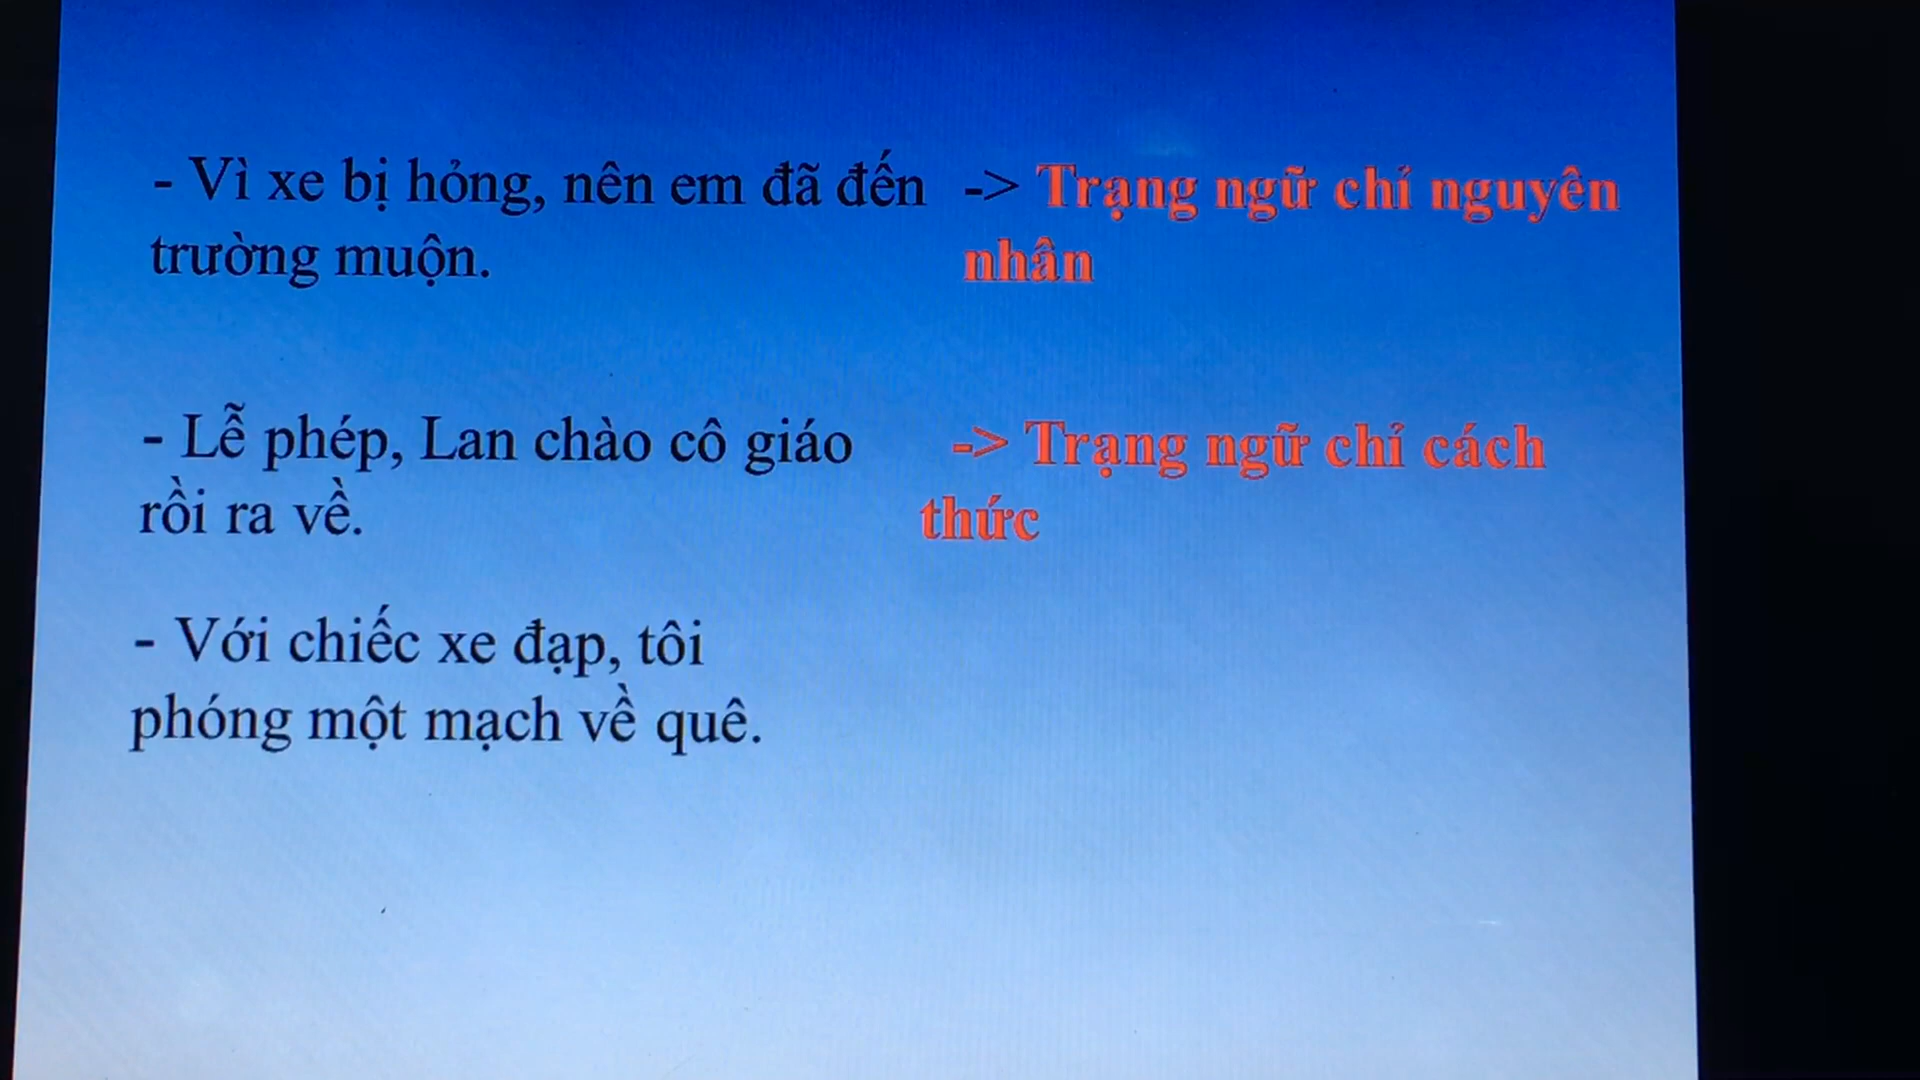 - Vì xe bị hỏng, nên em đã đến -> Trạng ngữ chỉ nguyên
trường muộn. nhân
- Lễ phép, Lan chào cô giáo -> Trạng ngữ chỉ cách
rồi ra về. thức
- Với chiếc xe đạp, tôi
phóng một mạch về quê.